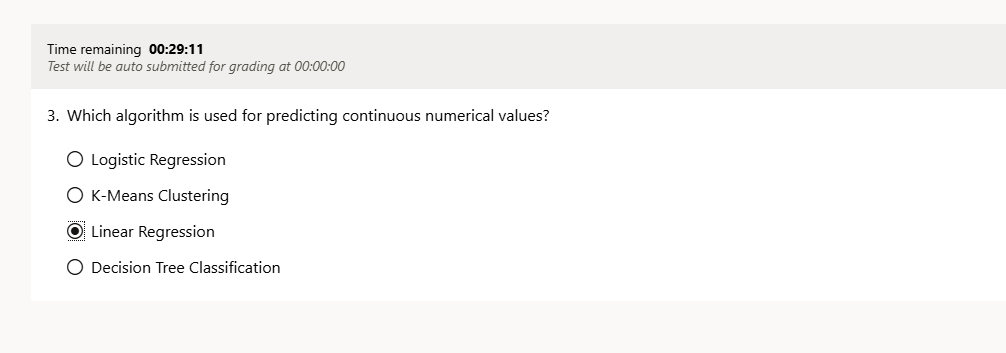 Time remaining 00:29:11
Test will be auto submitted for grading at 00:00:00
3. Which algorithm is used for predicting continuous numerical values?
Logistic Regression
K-Means Clustering
Linear Regression
Decision Tree Classification